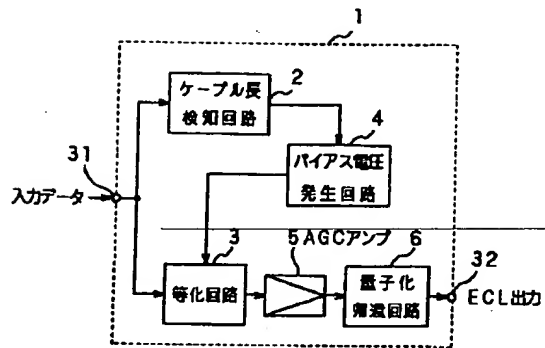 1
ケーブル長
検知回路
2
4
バイアス電圧
発生回路
31
入力データ
3
等化回路
5 AGCアンプ
6
量子化
帰還回路
32
ECL出力